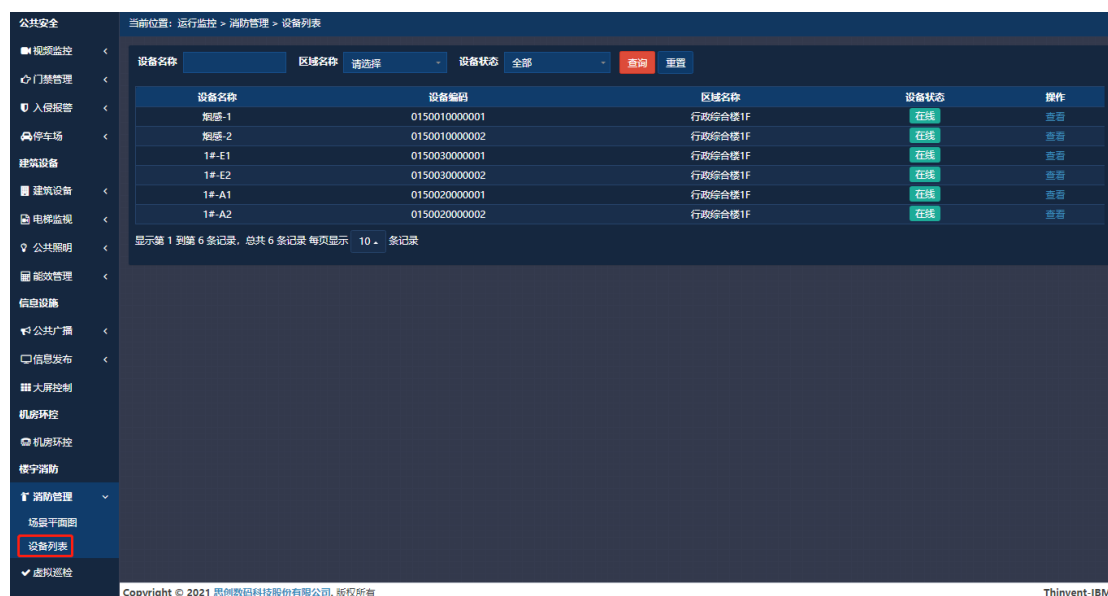 公共安全
当前位置：运行监控 > 消防管理 > 设备列表
视频监控
门禁管理
入侵报警
停车场
建筑设备
建筑设备
电梯监视
公共照明
能效管理
信息设施
公共广播
信息发布
大屏控制
机房环控
机房环控
楼宇消防
消防管理
场景平面图
设备列表
虚拟巡检
设备名称 区域名称 请选择 设备状态 全部 查询 重置
设备名称 设备编码 区域名称 设备状态 操作
烟感-1 0150010000001 行政综合楼1F 在线 查看
烟感-2 0150010000002 行政综合楼1F 在线 查看
1#-E1 0150030000001 行政综合楼1F 在线 查看
1#-E2 0150030000002 行政综合楼1F 在线 查看
1#-A1 0150020000001 行政综合楼1F 在线 查看
1#-A2 0150020000002 行政综合楼1F 在线 查看
显示第 1 到第 6 条记录，总共 6 条记录 每页显示 10 条记录
Copyright © 2021 思创数码科技股份有限公司. 版权所有
Thinvent-IBM